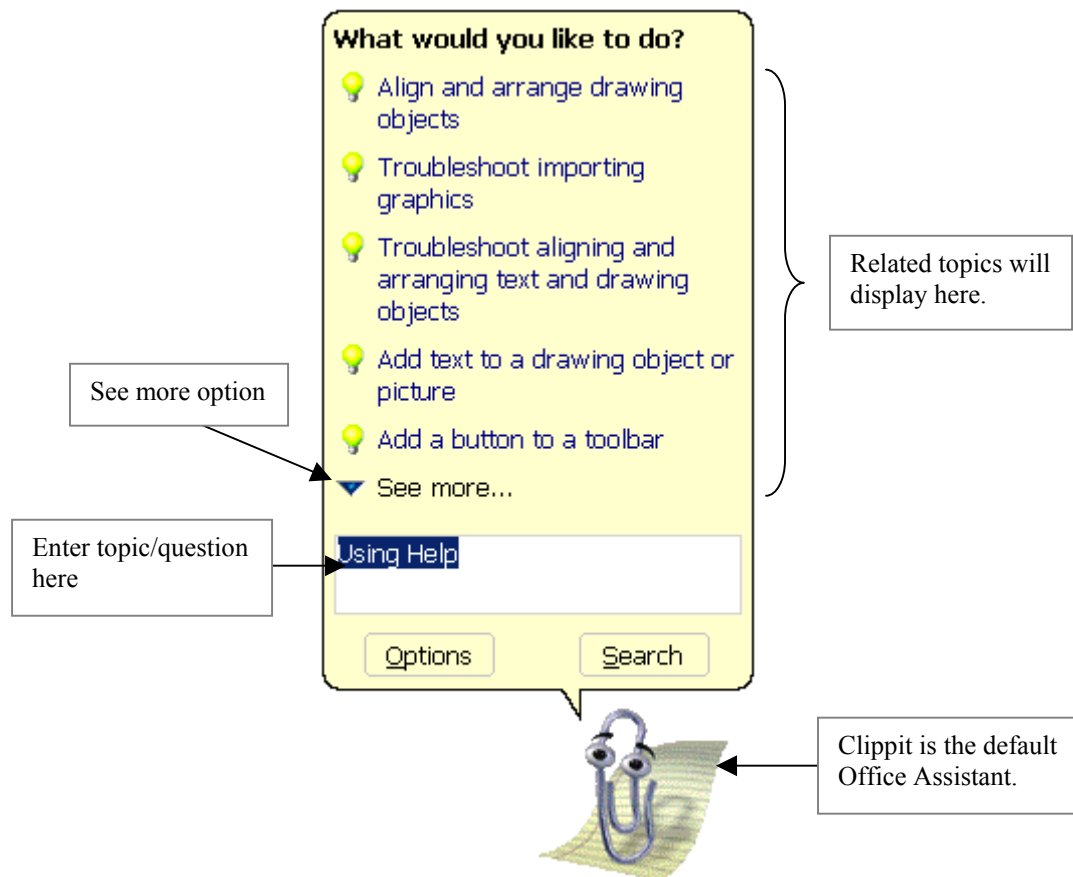 What would you like to do?
Align and arrange drawing
objects
Troubleshoot importing
graphics
Troubleshoot aligning and
arranging text and drawing
objects
Add text to a drawing object or
picture
Add a button to a toolbar
See more...
Using Help
Options
Search
Related topics will
display here.
See more option
Enter topic/question
here
Clippit is the default
Office Assistant.